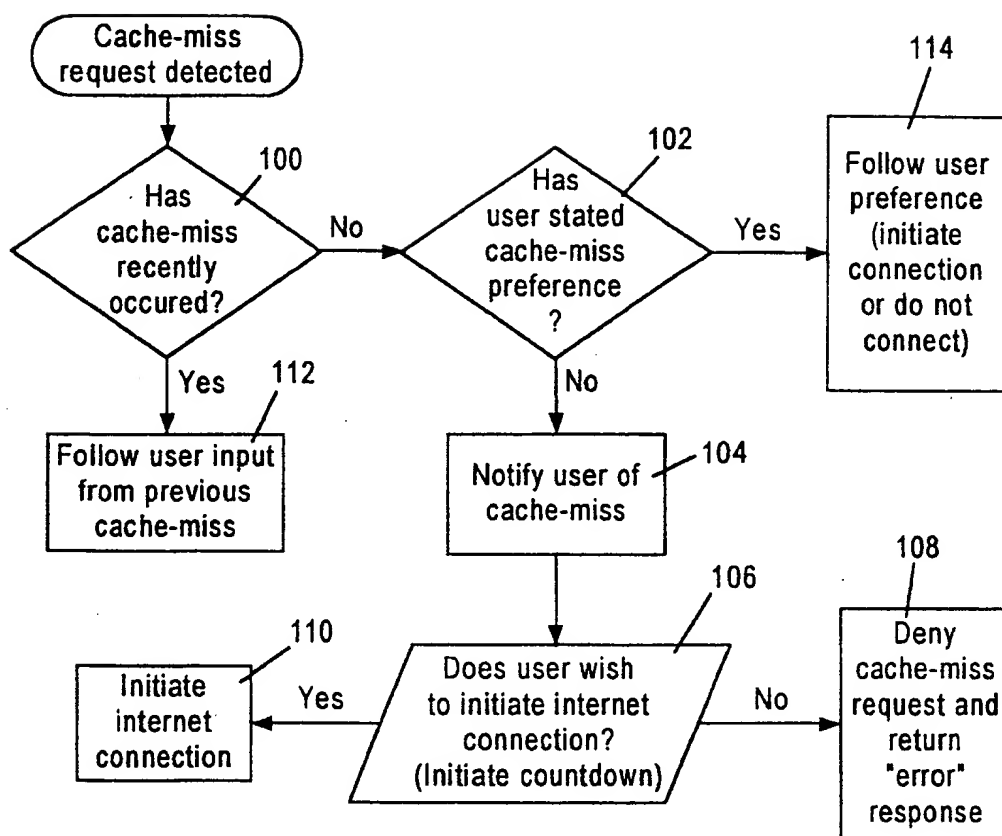 Cache-miss
request detected
100
Has
cache-miss
recently
occured?
No
Yes
112
Follow user input
from previous
cache-miss
102
Has
user stated
cache-miss
preference
?
Yes
No
114
Follow user
preference
(initiate
connection
or do not
connect)
104
Notify user of
cache-miss
106
Does user wish
to initiate internet
connection?
(Initiate countdown)
Yes
No
110
Initiate
internet
connection
108
Deny
cache-miss
request and
return
"error"
response